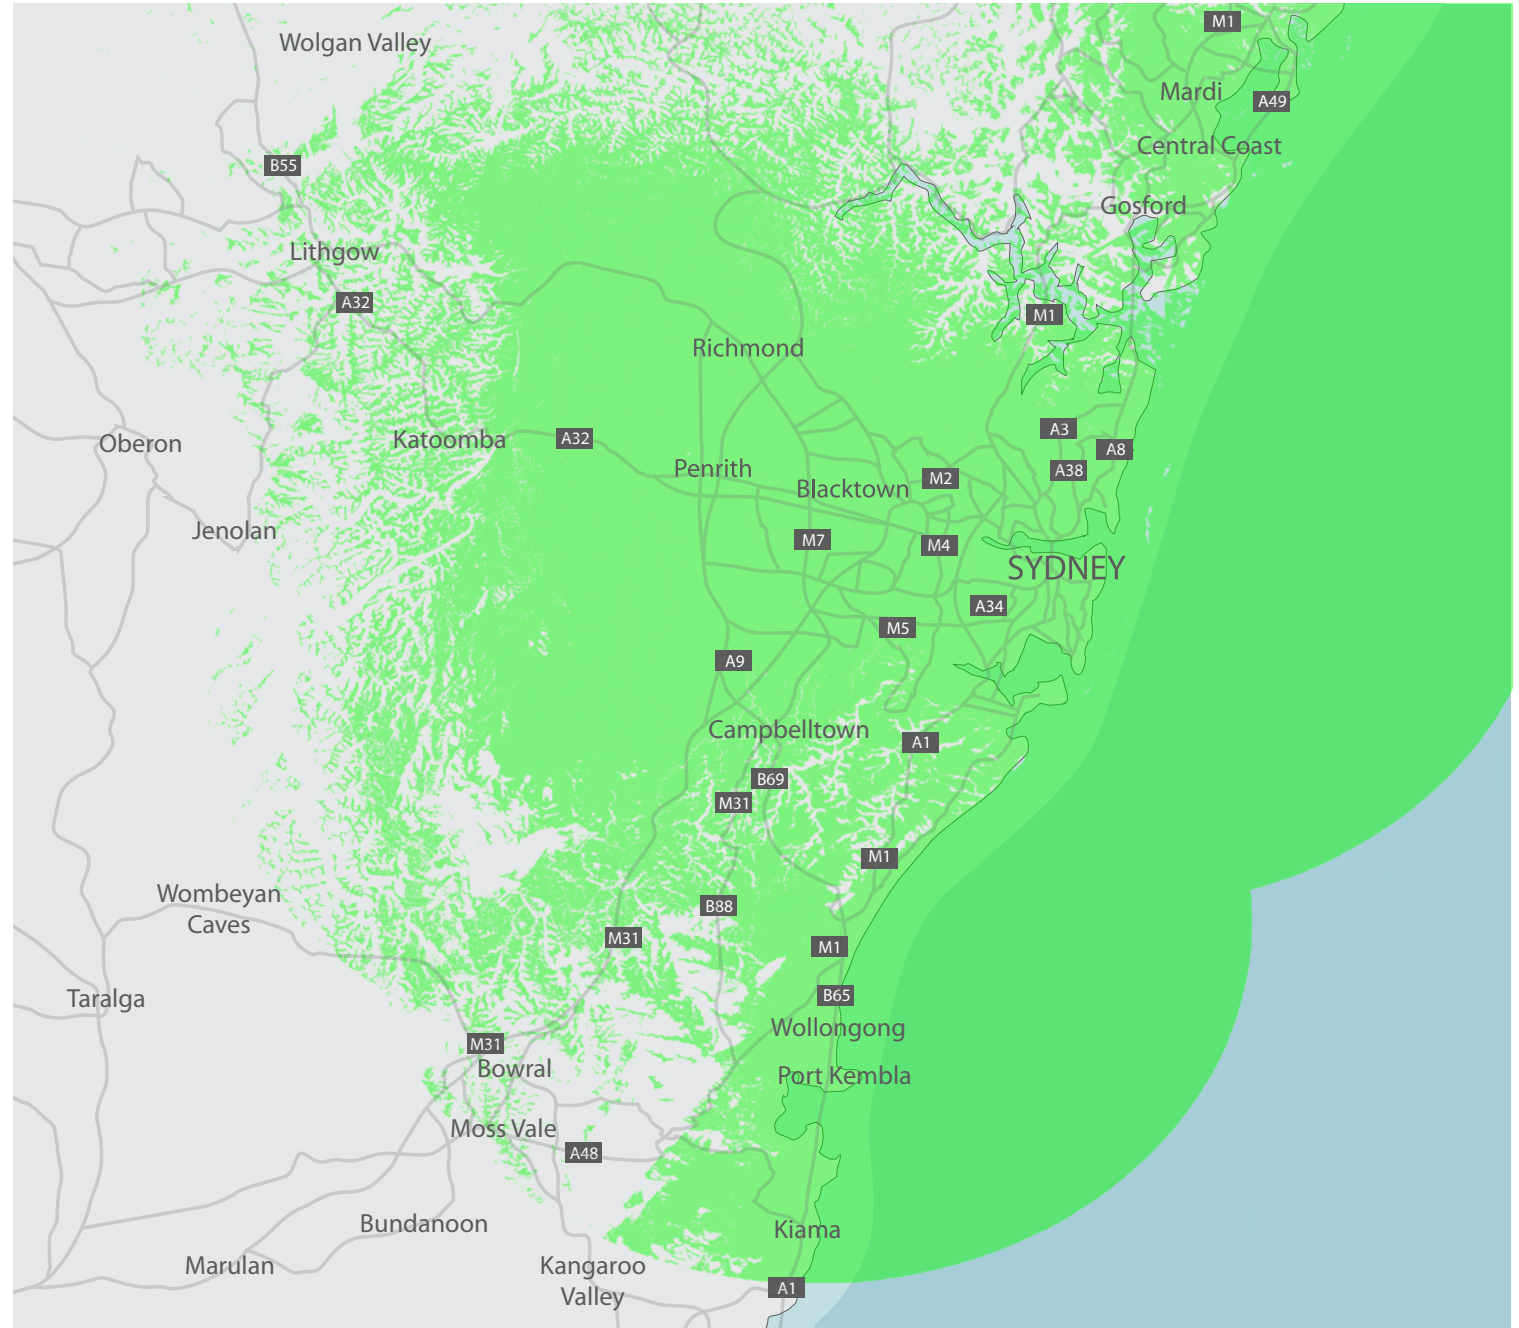 M1
Wolgan Valley
Mardi
A49
Central Coast
B55
Gosford
Lithgow
A32
M1
Richmond
A3
Oberon
Katoomba
A32
A8
Penrith
A38
Blacktown
M2
Jenolan
M7
M4
SYDNEY
A34
M5
A9
Campbelltown
A1
B69
M31
M1
Wombeyan
Caves
B88
M31
M1
Taralga
B65
Wollongong
M31
Bowral
Port Kembla
Moss Vale
A48
Bundanoon
Kiama
Marulan
Kangaroo
Valley
A1